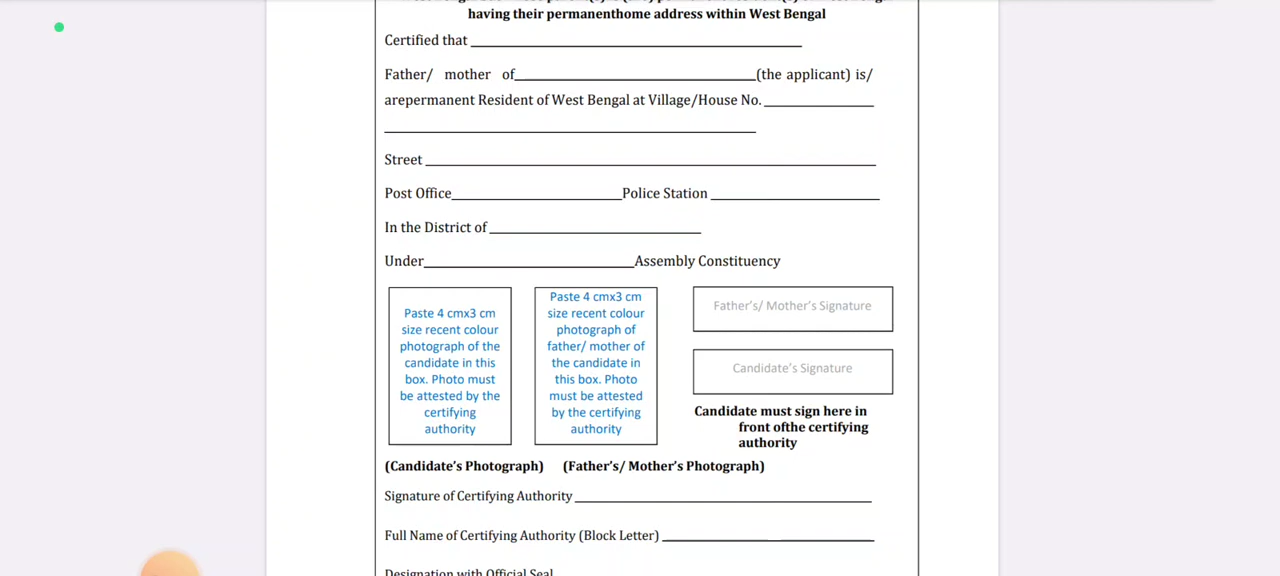 having their permanenthome address within West Bengal
Certified that
Father/ mother of (the applicant) is/
arepermanent Resident of West Bengal at Village/House No.
Street
Post Office Police Station
In the District of
Under Assembly Constituency
Paste 4 cmx3 cm
size recent colour
photograph of the
candidate in this
box. Photo must
be attested by the
certifying
authority
Paste 4 cmx3 cm
size recent colour
photograph of
father/ mother of
the candidate in
this box. Photo
must be attested
by the certifying
authority
Father's/ Mother's Signature
Candidate's Signature
Candidate must sign here in
front ofthe certifying
authority
(Candidate's Photograph) (Father's/ Mother's Photograph)
Signature of Certifying Authority
Full Name of Certifying Authority (Block Letter)
Designation with Official Seal